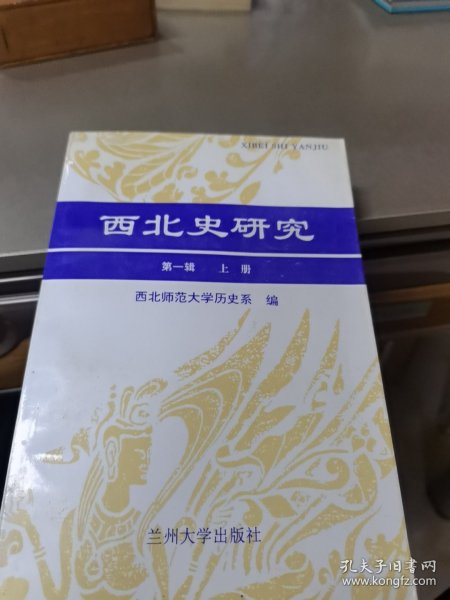 XIBEI SHI YANJIU
西北史研究
第一辑 上册
西北师范大学历史系 编
兰州大学出版社
孔夫子旧书网
www.kongfz.com